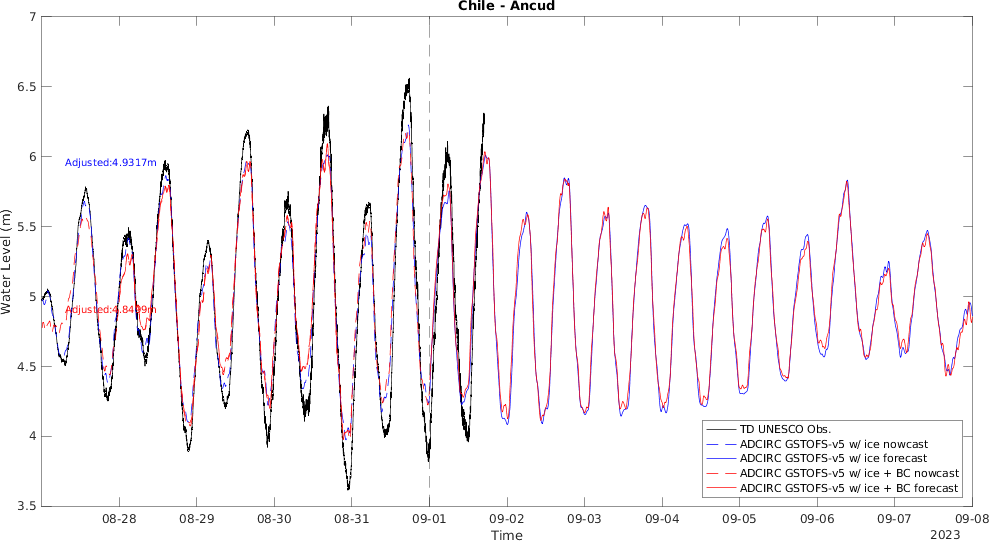 Chile - Ancud
7
6.5
6
5.5
5
4.5
4
3.5
Water Level (m)
Adjusted:4.9317m
Adjusted:4.8499m
TD UNESCO Obs.
ADCIRC GSTOFS-v5 w/ ice nowcast
ADCIRC GSTOFS-v5 w/ ice forecast
ADCIRC GSTOFS-v5 w/ ice + BC nowcast
ADCIRC GSTOFS-v5 w/ ice + BC forecast
08-28 08-29 08-30 08-31 09-01 09-02 09-03 09-04 09-05 09-06 09-07 09-08
Time
2023